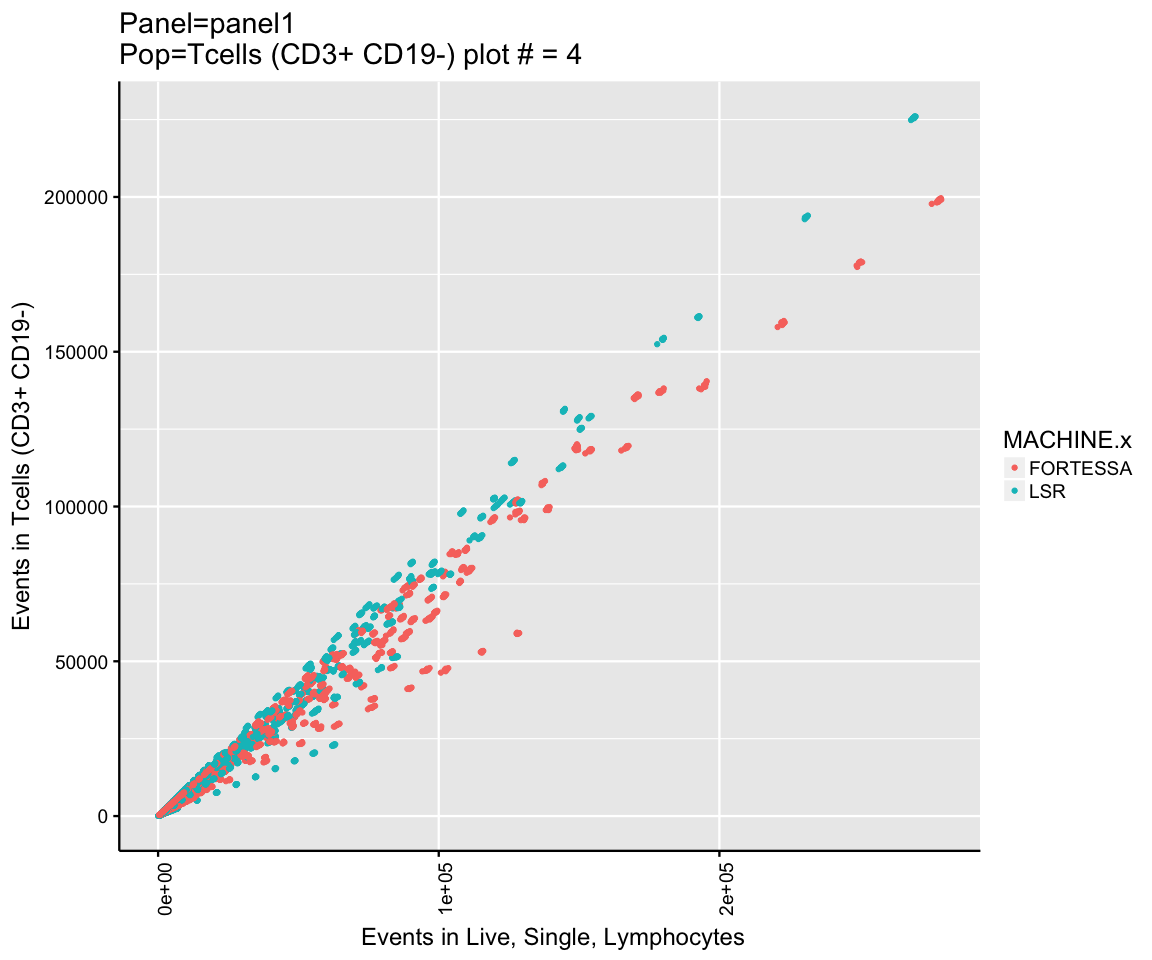 Panel=panel1
Pop=Tcells (CD3+ CD19-) plot # = 4
Events in Tcells (CD3+ CD19-)
200000
150000
100000
50000
0
0e+00
1e+05
2e+05
Events in Live, Single, Lymphocytes
MACHINE.x
FORTESSA
LSR